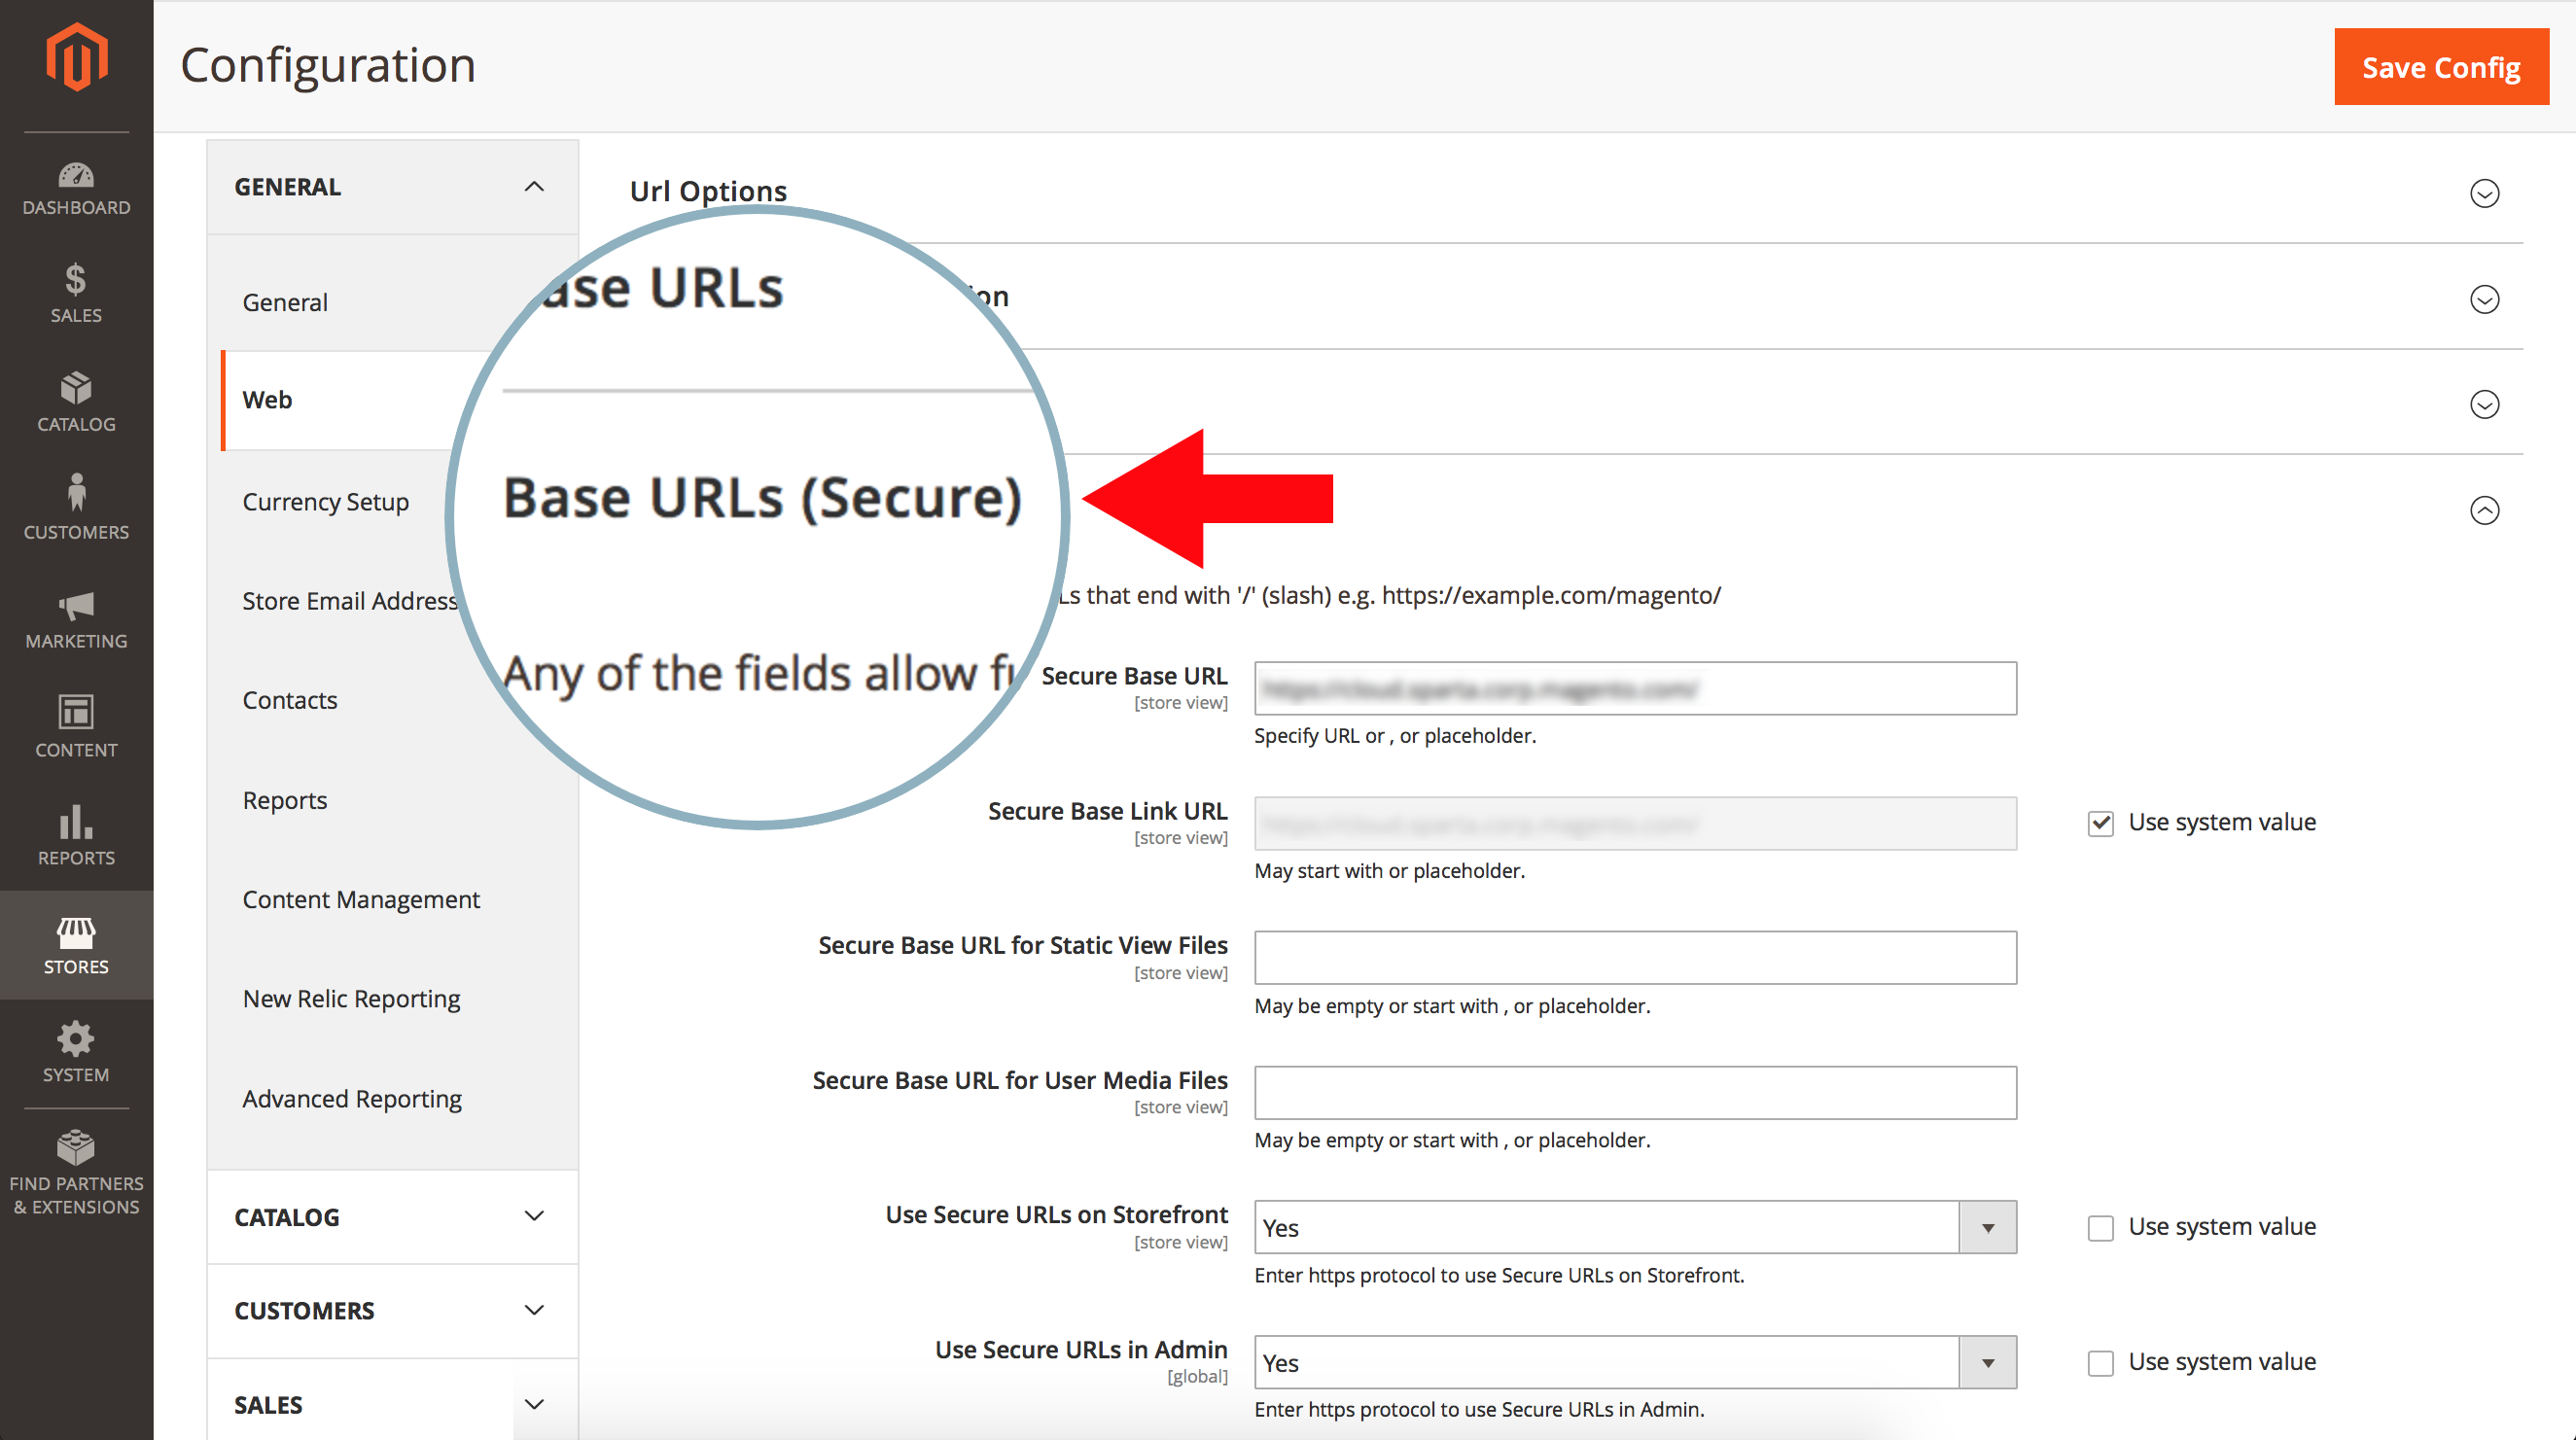 Configuration
Save Config
DASHBOARD
SALES
CATALOG
CUSTOMERS
MARKETING
CONTENT
REPORTS
STORES
SYSTEM
FIND PARTNERS
& EXTENSIONS
GENERAL
General
Web
Currency Setup
Store Email Address
Contacts
Reports
Content Management
New Relic Reporting
Advanced Reporting
CATALOG
CUSTOMERS
SALES
Url Options
ase URLs
Base URLs (Secure)
Any of the fields allow
that end with '/' (slash) e.g. https://example.com/magento/
Secure Base URL
[store view]
Specify URL or , or placeholder.
Secure Base Link URL
[store view]
Use system value
May start with or placeholder.
Secure Base URL for Static View Files
[store view]
May be empty or start with , or placeholder.
Secure Base URL for User Media Files
[store view]
May be empty or start with , or placeholder.
Use Secure URLs on Storefront
[store view]
Yes
Use system value
Enter https protocol to use Secure URLs on Storefront.
Use Secure URLs in Admin
[global]
Yes
Use system value
Enter https protocol to use Secure URLs in Admin.